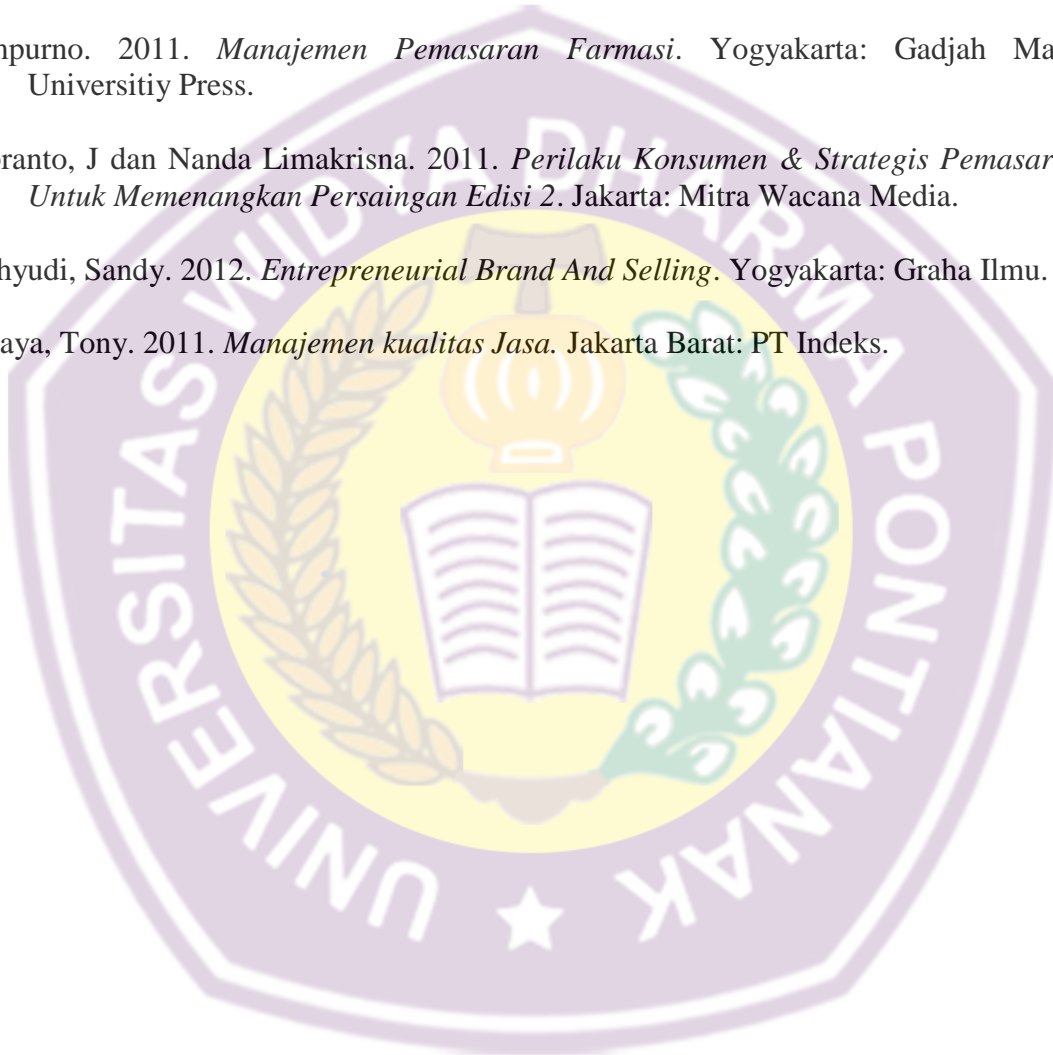 npurno. 2011. Manajemen Pemasaran Farmasi. Yogyakarta: Gadjah Ma
Universitiy Press.
oranto, J dan Nanda Limakrisna. 2011. Perilaku Konsumen & Strategis Pemasar
Untuk Memenangkan Persaingan Edisi 2. Jakarta: Mitra Wacana Media.
hyudi, Sandy. 2012. Entrepreneurial Brand And Selling. Yogyakarta: Graha Ilmu.
aya, Tony. 2011. Manajemen kualitas Jasa. Jakarta Barat: PT Indeks.
UNIVERSITAS WIDYA DHARMA PONTIANAK